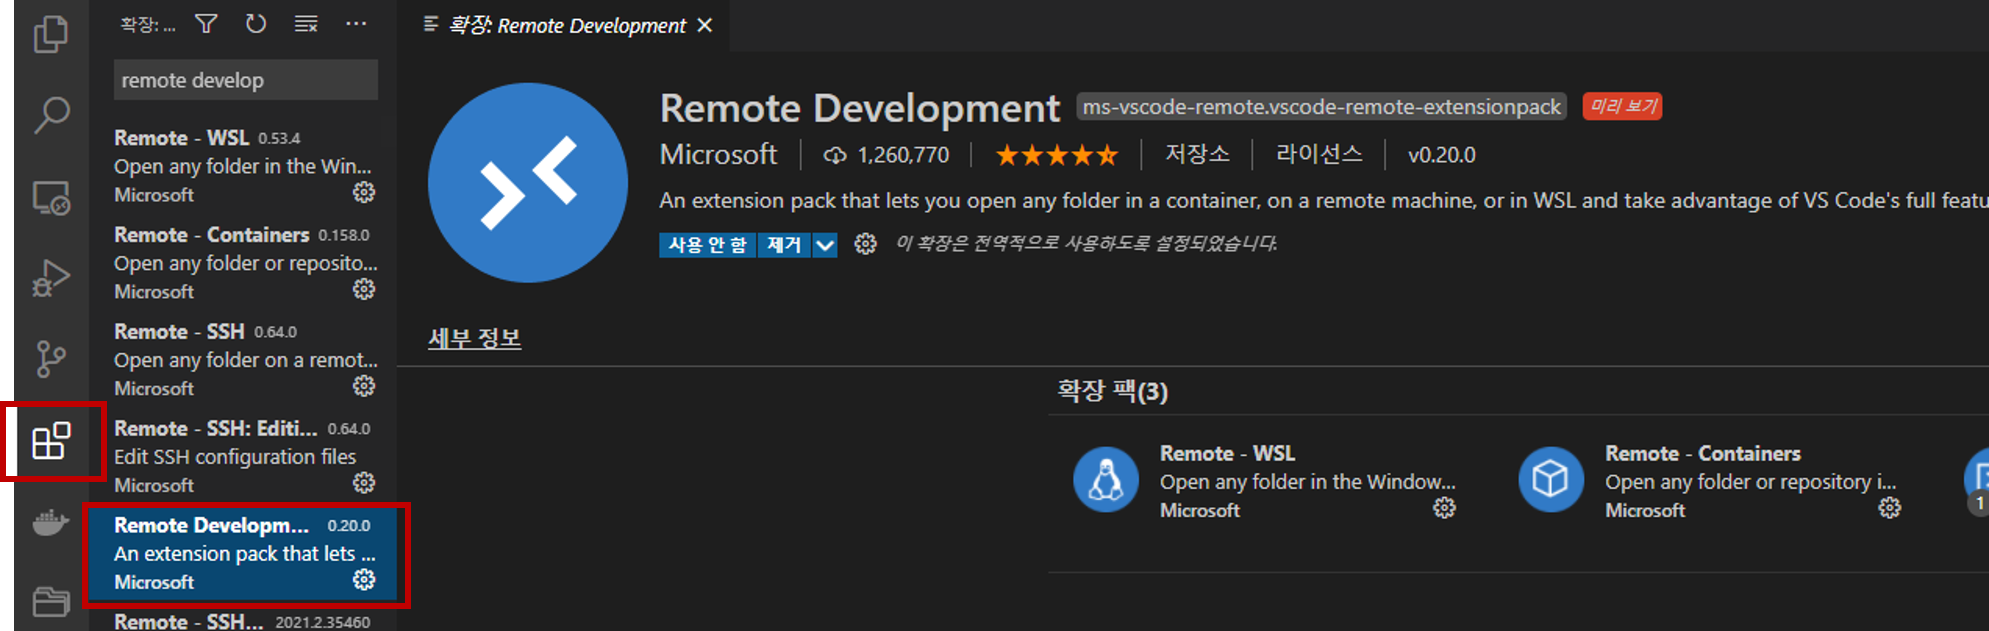 확장: ...
remote develop
Remote - WSL 0.53.4
Open any folder in the Win...
Microsoft
Remote - Containers 0.158.0
Open any folder or reposito...
Microsoft
Remote - SSH 0.64.0
Open any folder on a remot...
Microsoft
Remote - SSH: Editi... 0.64.0
Edit SSH configuration files
Microsoft
Remote Developm... 0.20.0
An extension pack that lets ...
Microsoft
Remote - SSH... 2021.2.35460
확장: Remote Development
Remote Development ms-vscode-remote.vscode-remote-extensionpack 미리 보기
Microsoft 1,260,770 저장소 라이선스 v0.20.0
An extension pack that lets you open any folder in a container, on a remote machine, or in WSL and take advantage of VS Code's full featu
사용 안 함 제거 이 확장은 전역적으로 사용하도록 설정되었습니다.
세부 정보
확장 팩(3)
Remote - WSL
Open any folder in the Window...
Microsoft
Remote - Containers
Open any folder or repository i...
Microsoft
1